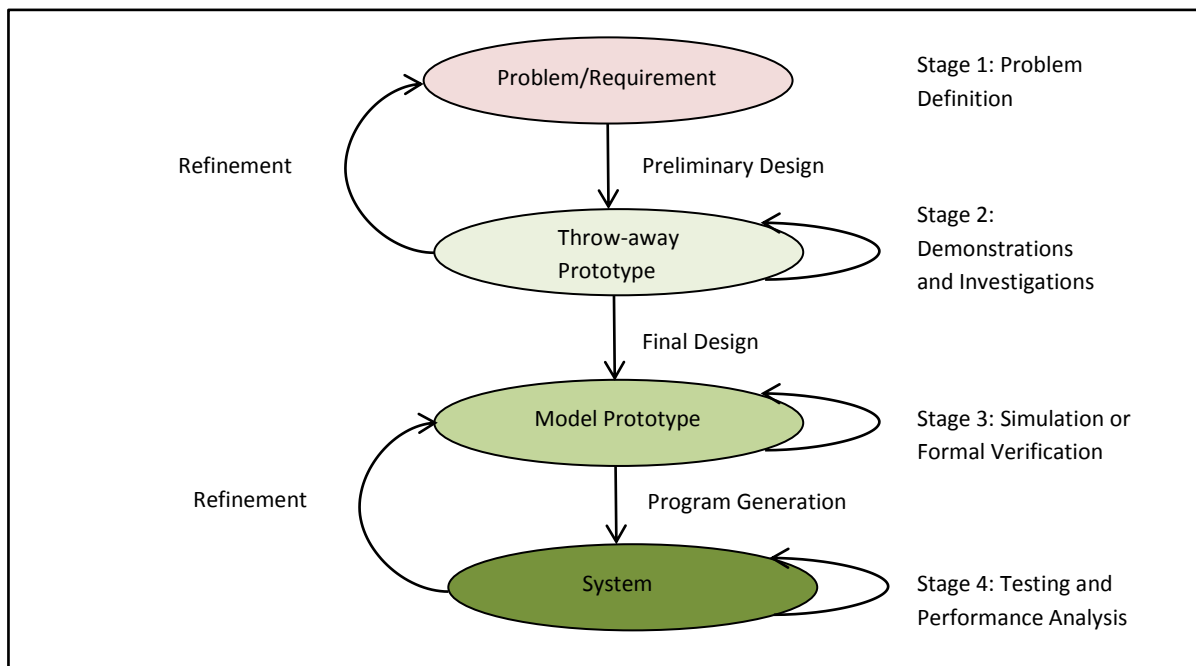 Problem/Requirement
Stage 1: Problem
Definition
Refinement
Preliminary Design
Throw-away
Prototype
Stage 2:
Demonstrations
and Investigations
Final Design
Model Prototype
Stage 3: Simulation or
Formal Verification
Refinement
Program Generation
System
Stage 4: Testing and
Performance Analysis